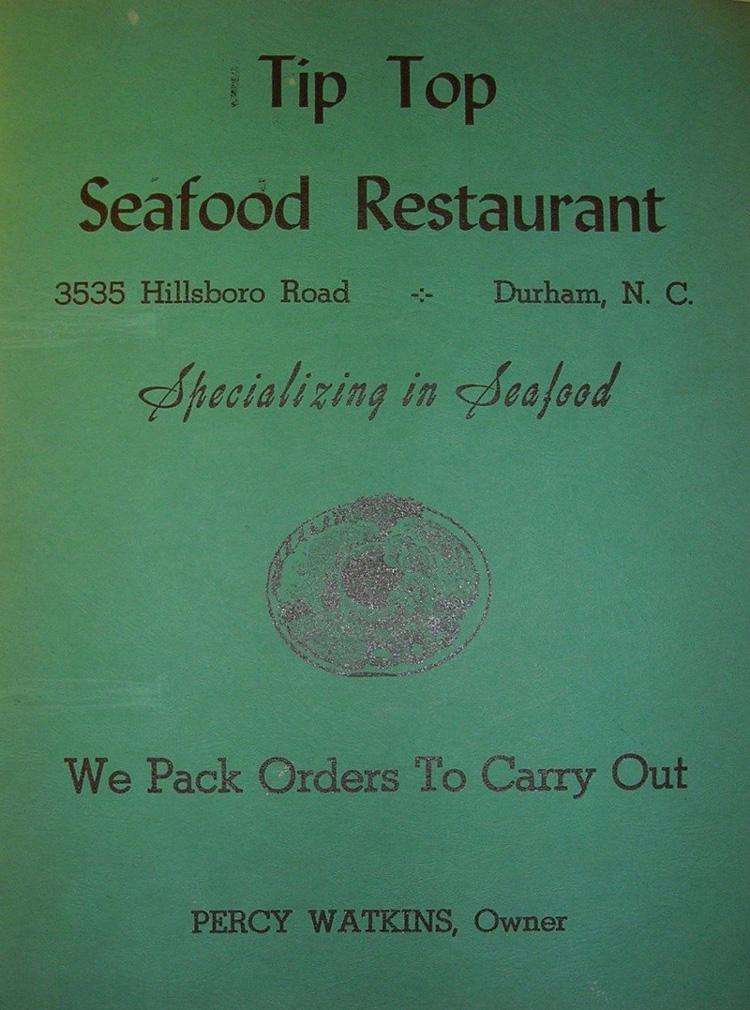 Tip Top
Seafood Restaurant
3535 Hillsboro Road -:- Durham, N. C.
Specializing in Seafood
We Pack Orders To Carry Out
PERCY WATKINS, Owner